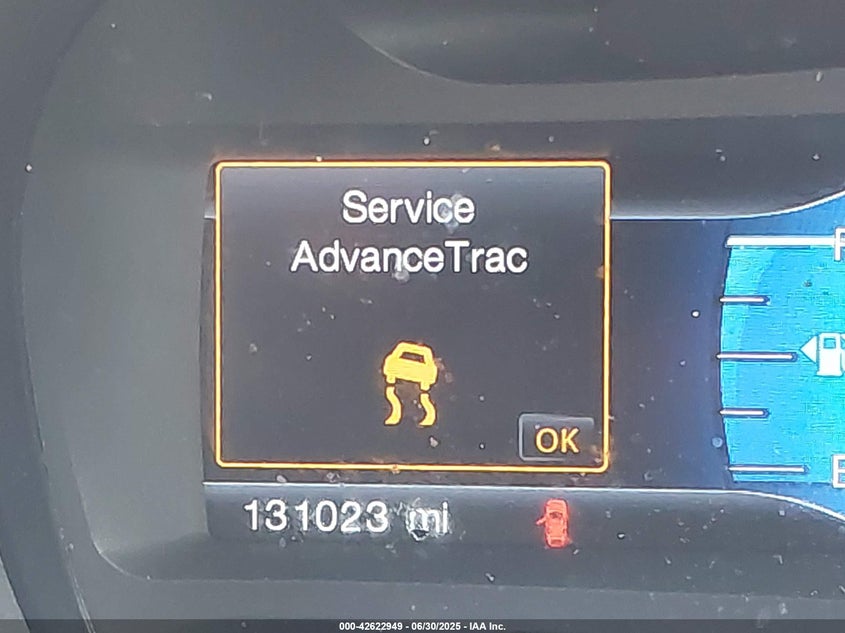 Service
AdvanceTrac
OK
131023 mi
F
E
000-42622949 - 06/30/2025 - IAA Inc.